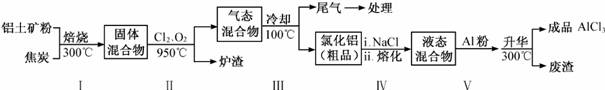 铝土矿粉
焦炭
焙烧
300℃
固体
混合物
Cl₂、O₂
950℃
气态
混合物
炉渣
冷却
100℃
尾气
处理
氯化铝
(粗品)
i.NaCl
ii.熔化
液态
混合物
Al粉
升华
300℃
成品 AlCl₃
废渣
Ⅰ Ⅱ Ⅲ Ⅳ Ⅴ